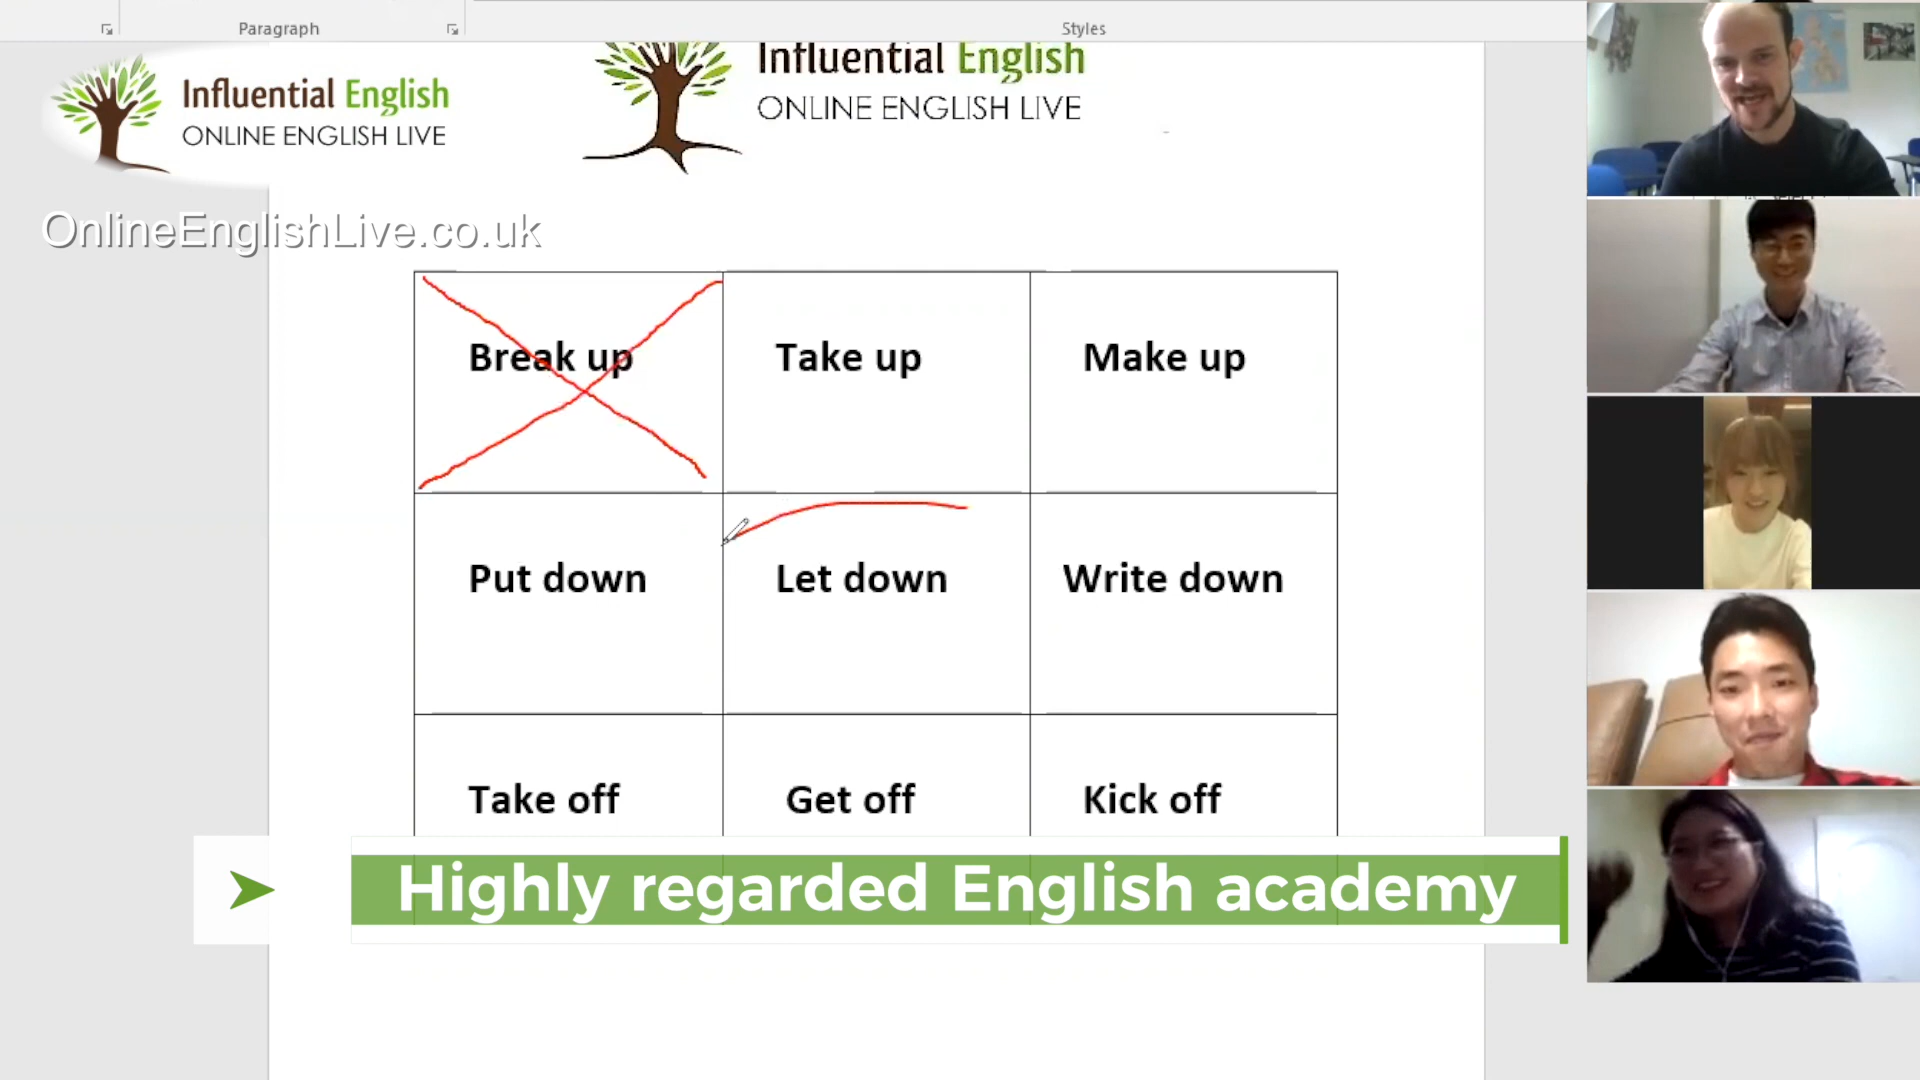 Paragraph
Styles
Influential English
ONLINE ENGLISH LIVE
Influential English
ONLINE ENGLISH LIVE
OnlineEnglishLive.co.uk
Break up
Take up
Make up
Put down
Let down
Write down
Take off
Get off
Kick off
Highly regarded English academy